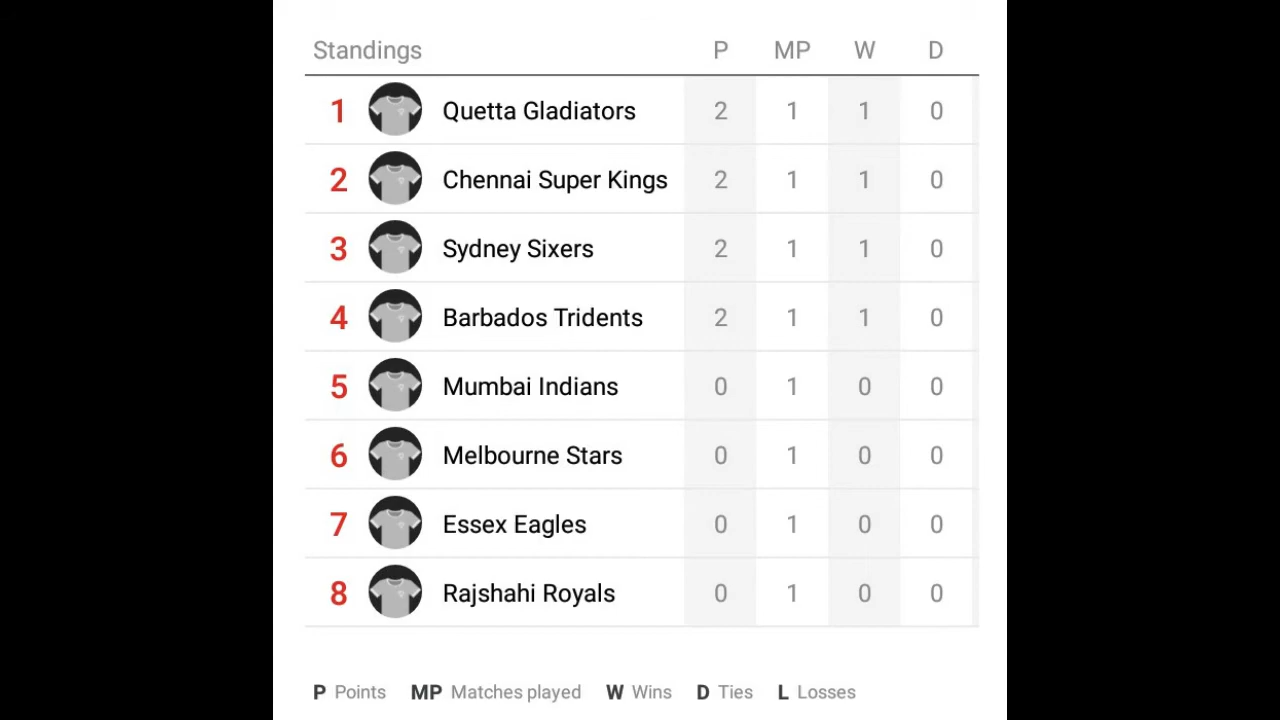 Standings P MP W D
1 Quetta Gladiators 2 1 1 0
2 Chennai Super Kings 2 1 1 0
3 Sydney Sixers 2 1 1 0
4 Barbados Tridents 2 1 1 0
5 Mumbai Indians 0 1 0 0
6 Melbourne Stars 0 1 0 0
7 Essex Eagles 0 1 0 0
8 Rajshahi Royals 0 1 0 0
P Points MP Matches played W Wins D Ties L Losses